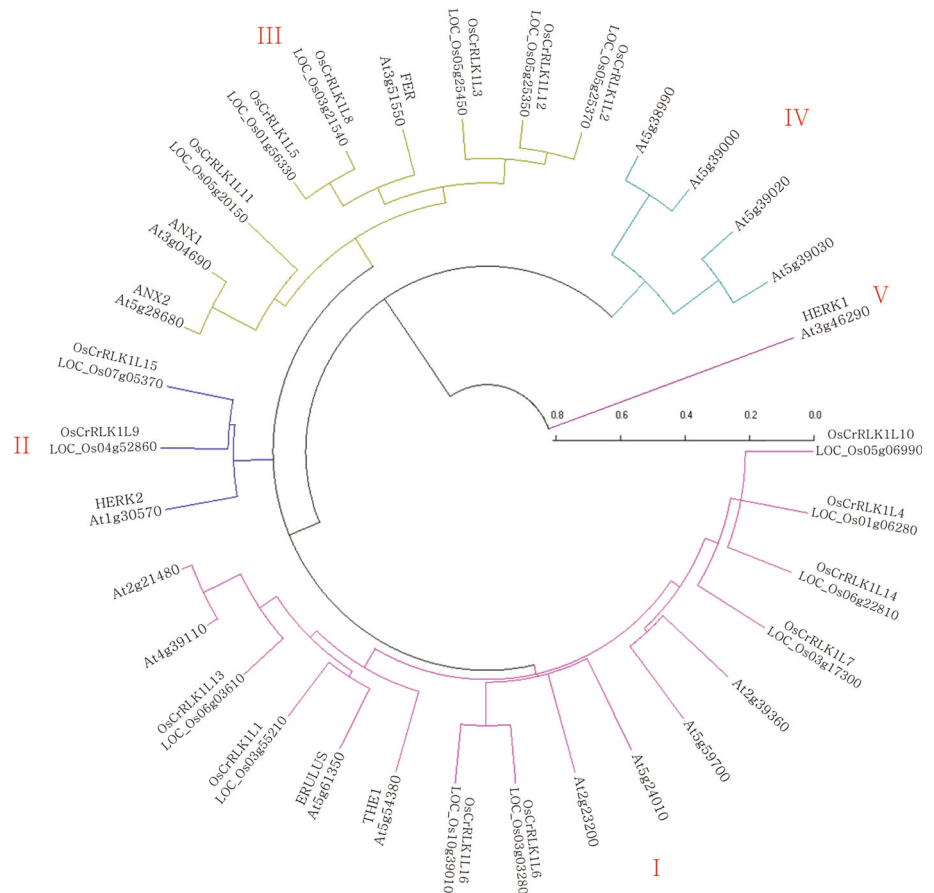 III
OsCrRLK1L5
LOC_Os01g56330
OsCrRLK1L8
LOC_Os03g21540
FER
At3g51550
OsCrRLK1L3
LOC_Os05g25450
OsCrRLK1L12
LOC_Os05g25350
OsCrRLK1L2
LOC_Os05g25370
IV
At5g38990
At5g39000
At5g39020
At5g39030
V
HERK1
At3g46290
0.8 0.6 0.4 0.2 0.0
OsCrRLK1L10
LOC_Os05g06990
OsCrRLK1L4
LOC_Os01g06280
OsCrRLK1L14
LOC_Os06g22810
OsCrRLK1L7
LOC_Os03g17300
At2g39360
At5g59700
At5g24010
I
At2g23200
OsCrRLK1L6
LOC_Os03g03280
OsCrRLK1L16
LOC_Os10g39010
THE1
At5g54380
ERULUS
At5g61350
OsCrRLK1L1
LOC_Os03g55210
OsCrRLK1L13
LOC_Os06g03610
At4g39110
At2g21480
HERK2
At1g30570
II
OsCrRLK1L9
LOC_Os04g52860
OsCrRLK1L15
LOC_Os07g05370
ANX2
At5g28680
ANX1
At3g04690
OsCrRLK1L11
LOC_Os05g20150